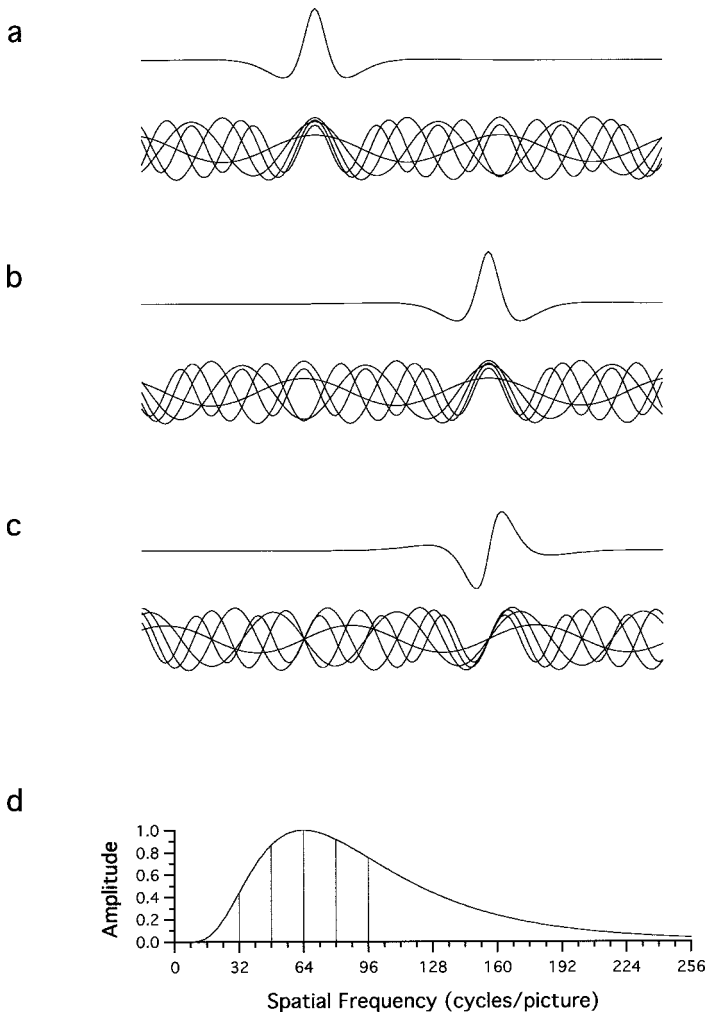 a
b
c
d
1.0
0.8
0.6
0.4
0.2
0.0
Amplitude
0 32 64 96 128 160 192 224 256
Spatial Frequency (cycles/picture)